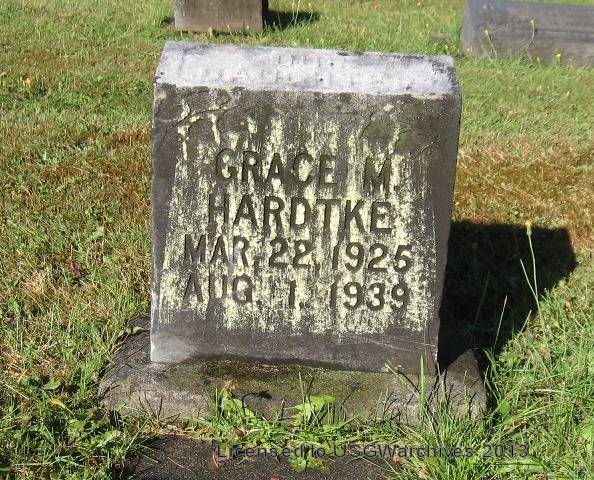 GRACE M.
HARDTKE
MAR. 22, 1925
AUG. 1, 1939
Licensed to USGWarchives 2013